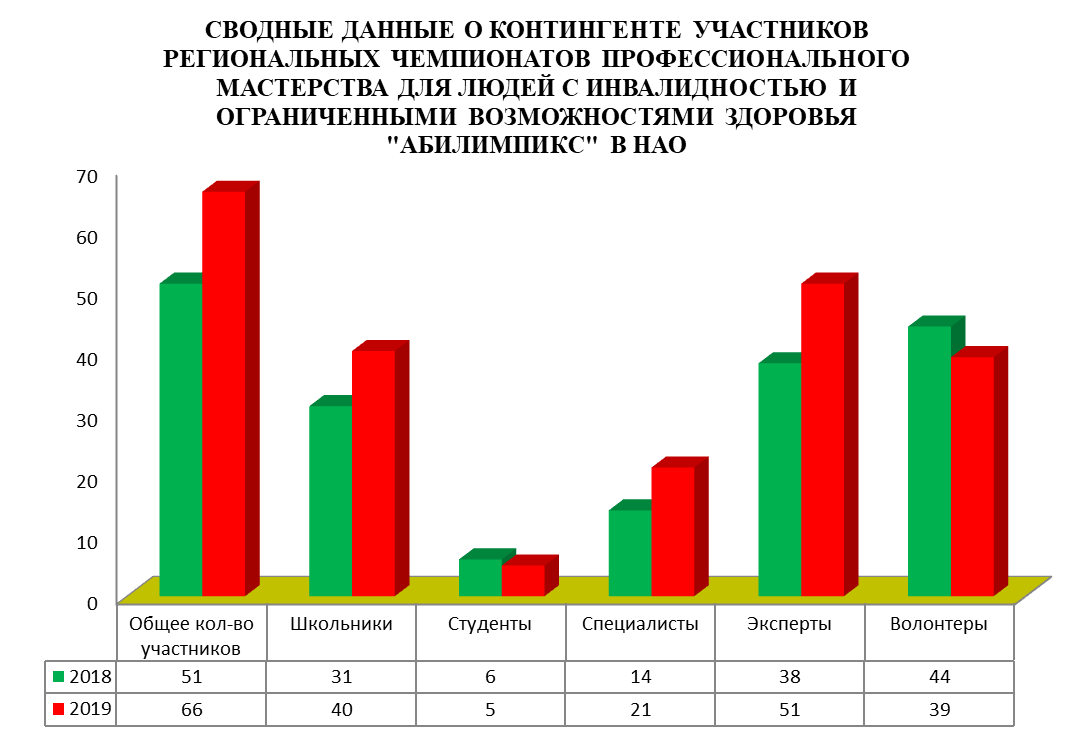 СВОДНЫЕ ДАННЫЕ О КОНТИНГЕНТЕ УЧАСТНИКОВ
РЕГИОНАЛЬНЫХ ЧЕМПИОНАТОВ ПРОФЕССИОНАЛЬНОГО
МАСТЕРСТВА ДЛЯ ЛЮДЕЙ С ИНВАЛИДНОСТЬЮ И
ОГРАНИЧЕННЫМИ ВОЗМОЖНОСТЯМИ ЗДОРОВЬЯ
"АБИЛИМПИКС" В НАО
70
60
50
40
30
20
10
0
Общее кол-во участников Школьники Студенты Специалисты Эксперты Волонтеры
2018 51 31 6 14 38 44
2019 66 40 5 21 51 39